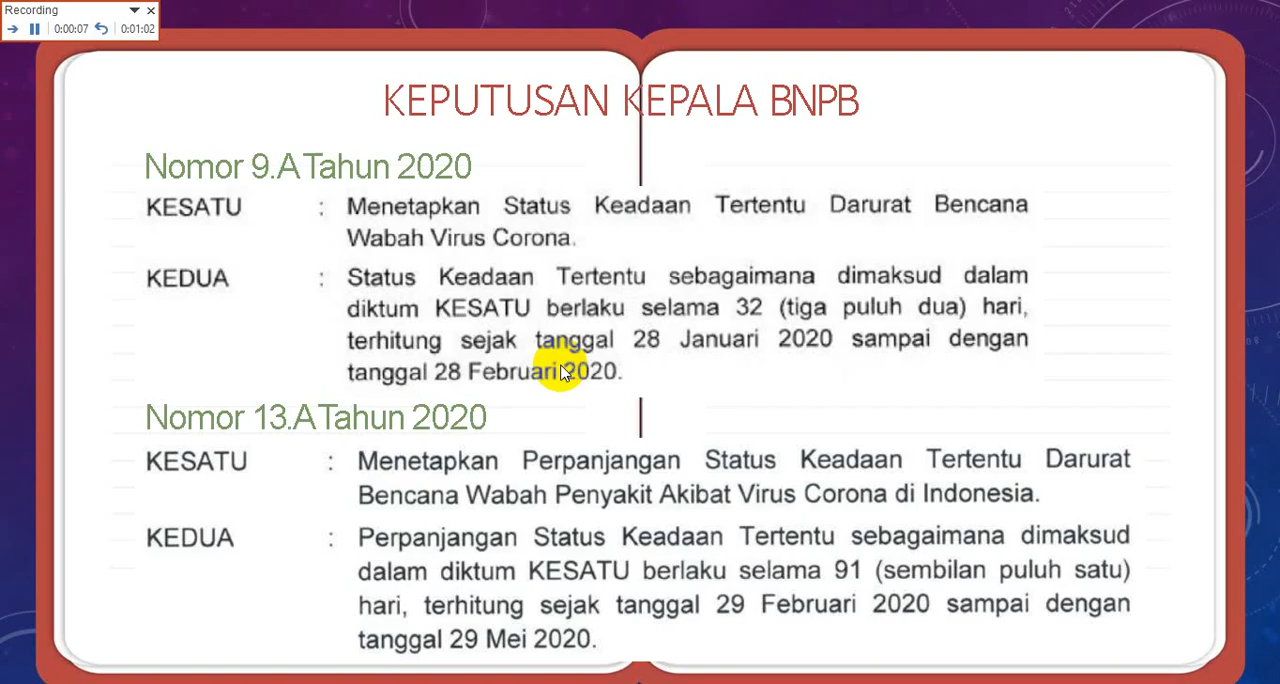 Recording
0:00:07 0:01:02
KEPUTUSAN KEPALA BNPB
Nomor 9.A Tahun 2020
KESATU : Menetapkan Status Keadaan Tertentu Darurat Bencana
Wabah Virus Corona.
KEDUA : Status Keadaan Tertentu sebagaimana dimaksud dalam
diktum KESATU berlaku selama 32 (tiga puluh dua) hari,
terhitung sejak tanggal 28 Januari 2020 sampai dengan
tanggal 28 Februari 2020.
Nomor 13.A Tahun 2020
KESATU : Menetapkan Perpanjangan Status Keadaan Tertentu Darurat
Bencana Wabah Penyakit Akibat Virus Corona di Indonesia.
KEDUA : Perpanjangan Status Keadaan Tertentu sebagaimana dimaksud
dalam diktum KESATU berlaku selama 91 (sembilan puluh satu)
hari, terhitung sejak tanggal 29 Februari 2020 sampai dengan
tanggal 29 Mei 2020.